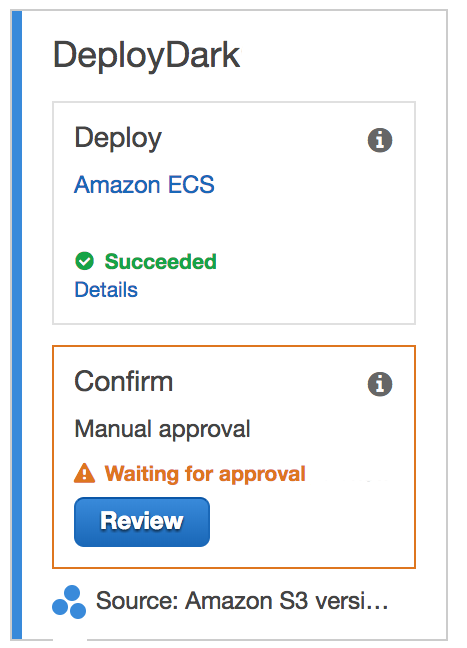 DeployDark
Deploy
Amazon ECS
Succeeded
Details
Confirm
Manual approval
Waiting for approval
Review
Source: Amazon S3 versi…